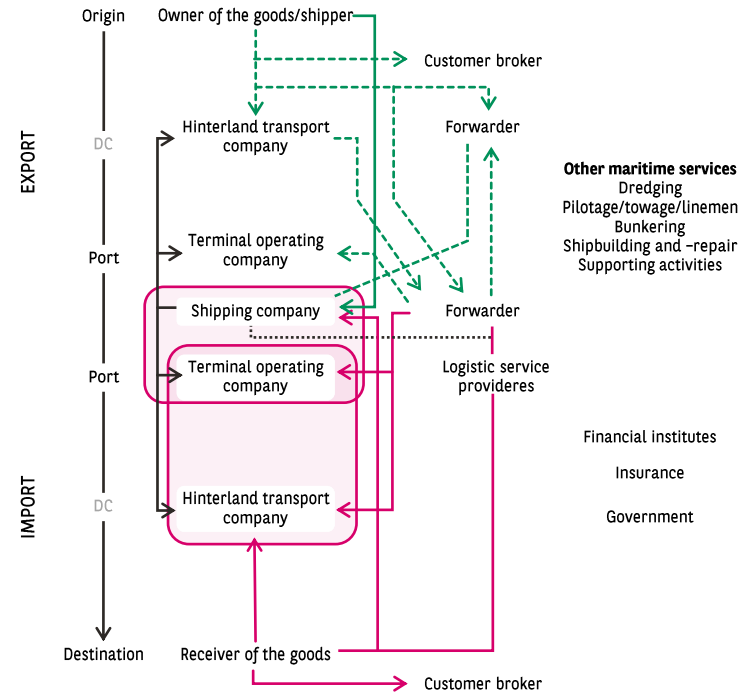 Origin
Owner of the goods/shipper
Customer broker
EXPORT
DC
Hinterland transport
company
Forwarder
Other maritime services
Dredging
Pilotage/towage/linemen
Bunkering
Shipbuilding and –repair
Supporting activities
Port
Terminal operating
company
Shipping company
Forwarder
Port
Terminal operating
company
Logistic service
provideres
Financial institutes
Insurance
Government
IMPORT
DC
Hinterland transport
company
Destination
Receiver of the goods
Customer broker